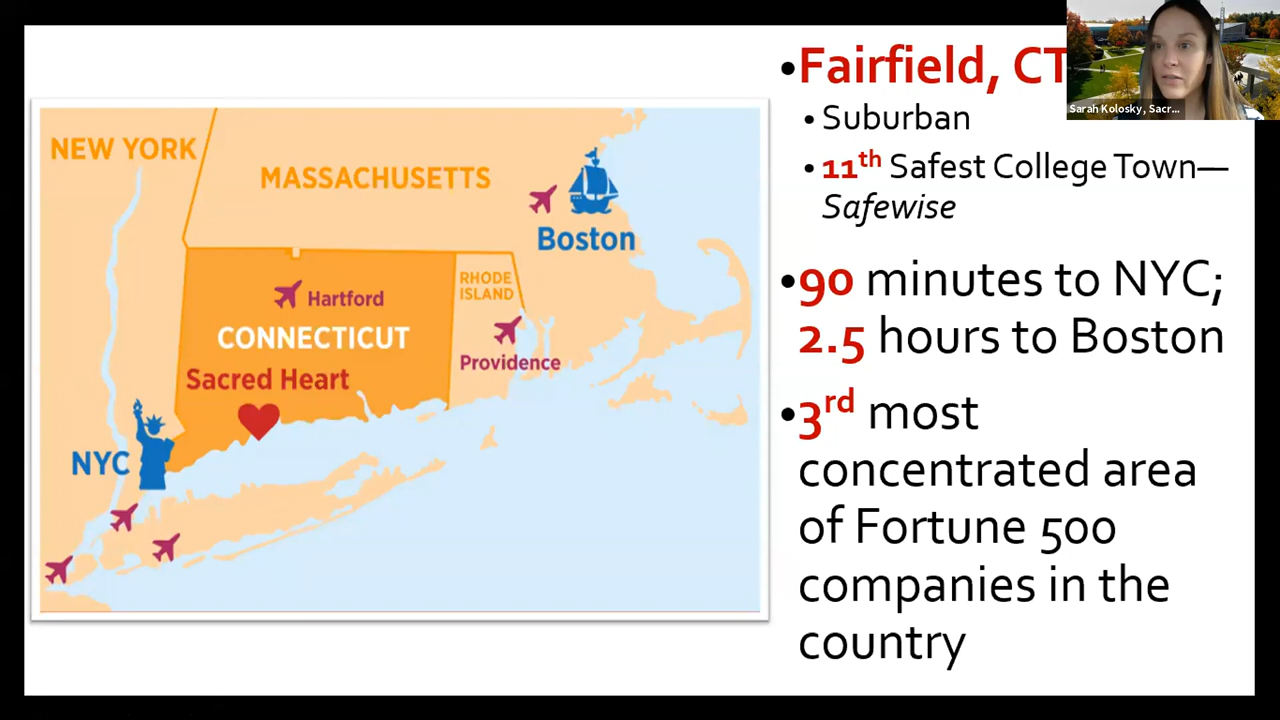 NEW YORK
MASSACHUSETTS
Boston
RHODE
ISLAND
Hartford
CONNECTICUT
Providence
Sacred Heart
NYC
•Fairfield, CT
• Suburban
• 11th Safest College Town—
Safewise
•90 minutes to NYC;
2.5 hours to Boston
•3rd most
concentrated area
of Fortune 500
companies in the
country
Sarah Kolosky, Sacr...